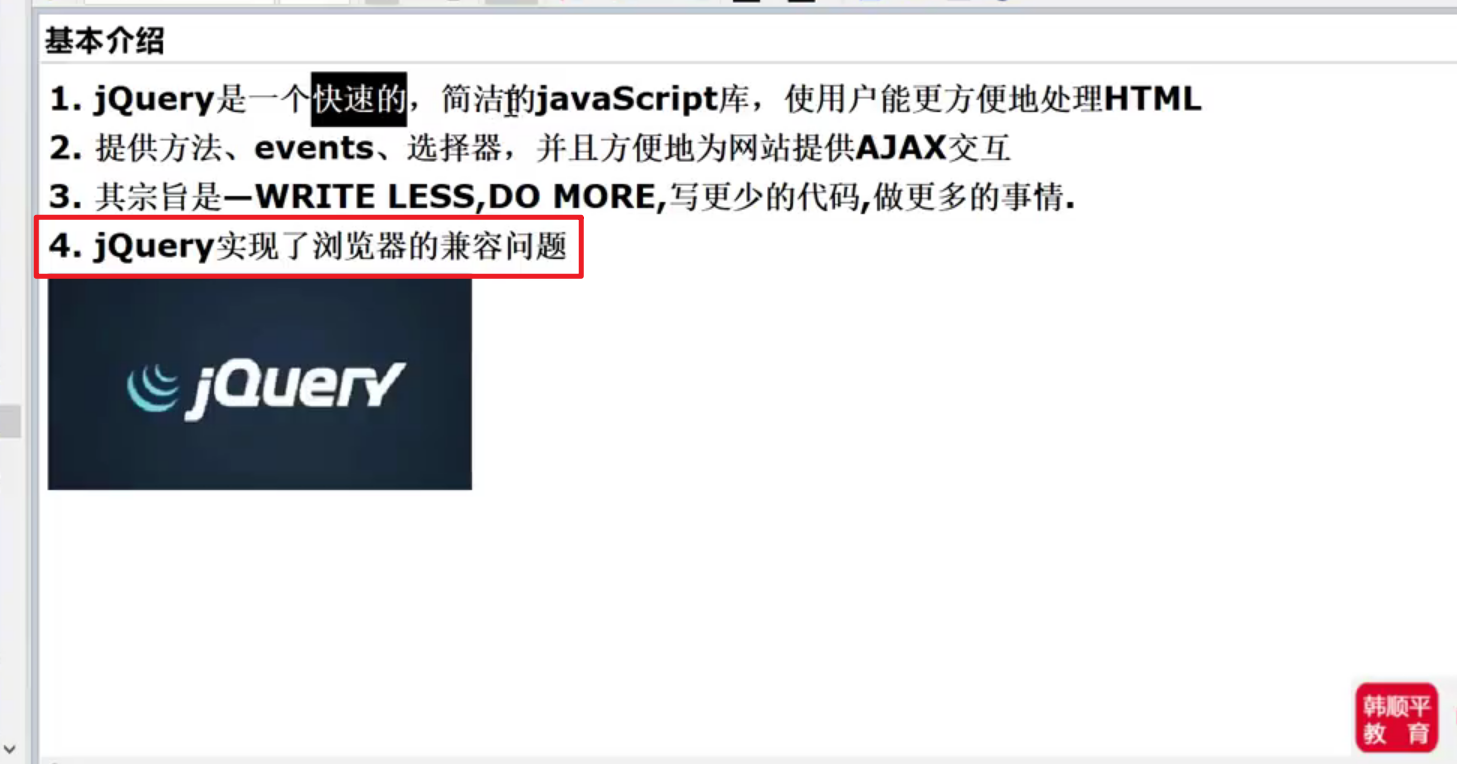 基本介绍
1. jQuery是一个快速的，简洁的javaScript库，使用户能更方便地处理HTML
2. 提供方法、events、选择器，并且方便地为网站提供AJAX交互
3. 其宗旨是—WRITE LESS,DO MORE,写更少的代码,做更多的事情.
4. jQuery实现了浏览器的兼容问题
jQuery
韩顺平
教 育